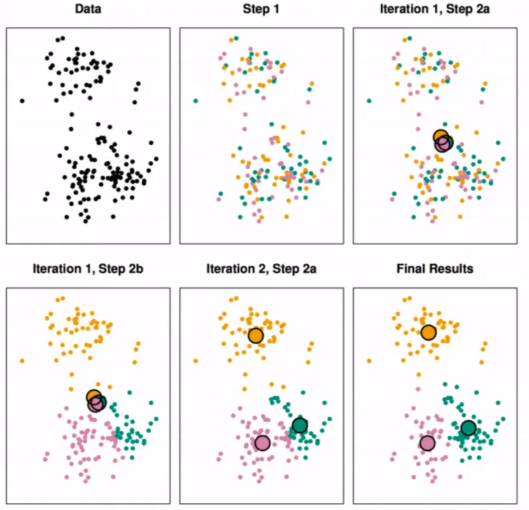 Data
Step 1
Iteration 1, Step 2a
Iteration 1, Step 2b
Iteration 2, Step 2a
Final Results